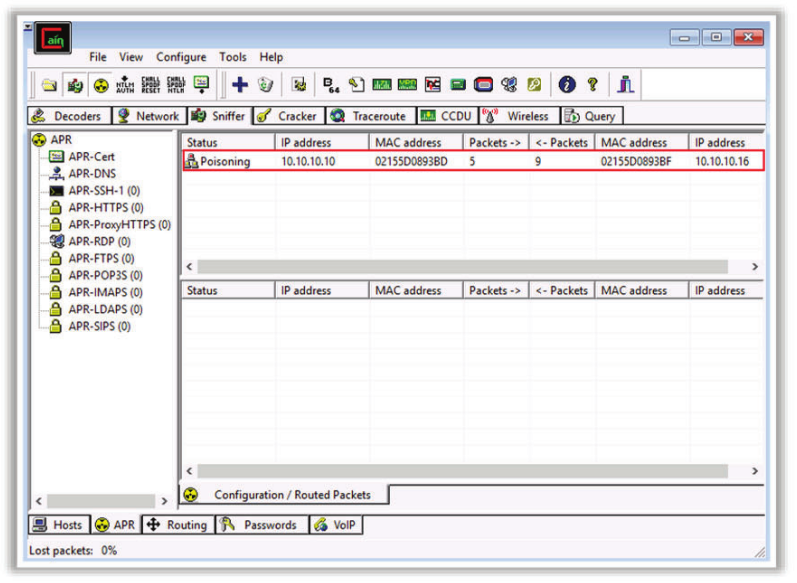 Cain
File View Configure Tools Help
NTLM AUTH CHALL SPOOF RESET CHALL SPOOF NTLM B 64
Decoders Network Sniffer Cracker Traceroute CCDU Wireless Query
APR
APR-Cert
APR-DNS
APR-SSH-1 (0)
APR-HTTPS (0)
APR-ProxyHTTPS (0)
APR-RDP (0)
APR-FTPS (0)
APR-POP3S (0)
APR-IMAPS (0)
APR-LDAPS (0)
APR-SIPS (0)
Status IP address MAC address Packets -> <- Packets MAC address IP address
Poisoning 10.10.10.10 02155D0893BD 5 9 02155D0893BF 10.10.10.16
Status IP address MAC address Packets -> <- Packets MAC address IP address
Configuration / Routed Packets
Hosts APR Routing Passwords VoIP
Lost packets: 0%